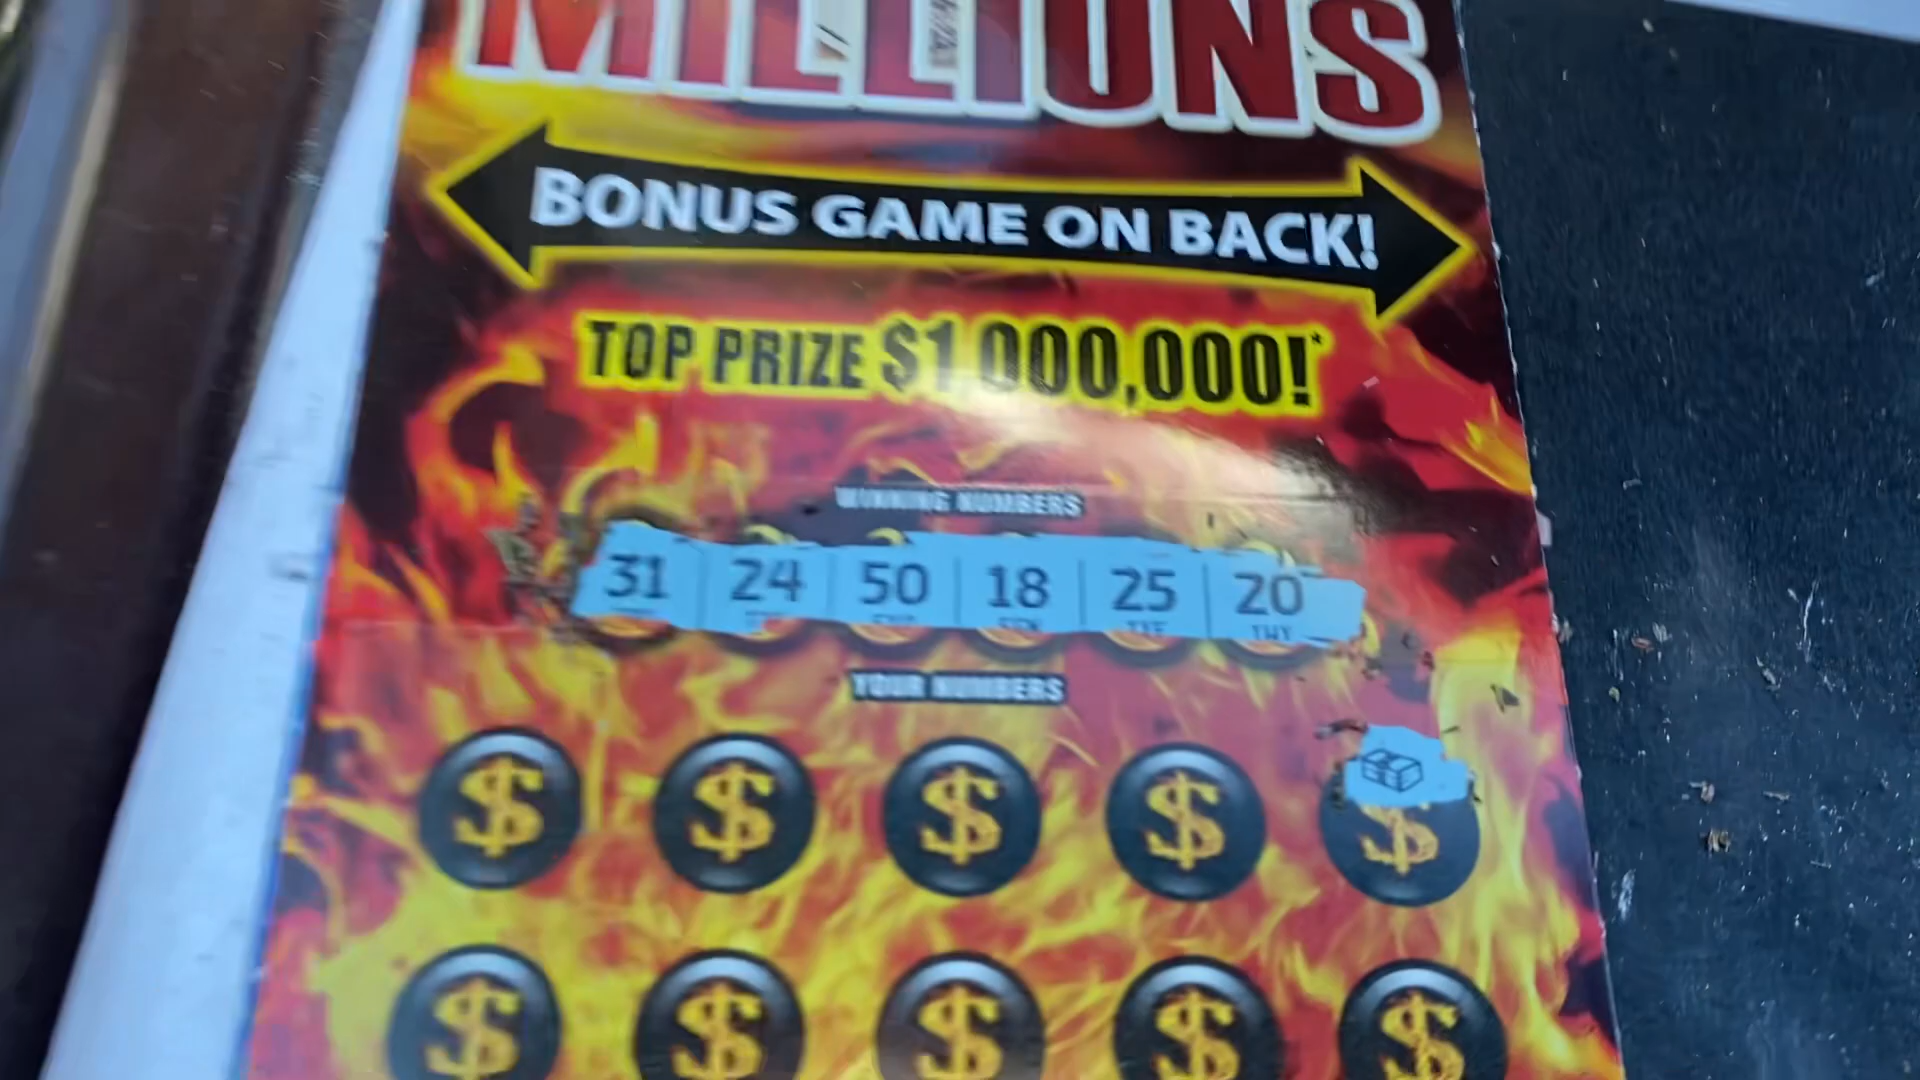 MILLIONS
BONUS GAME ON BACK!
TOP PRIZE $1,000,000!*
WINNING NUMBERS
31 24 50 18 25 20
YOUR NUMBERS
$ $ $ $ $
$ $ $ $ $